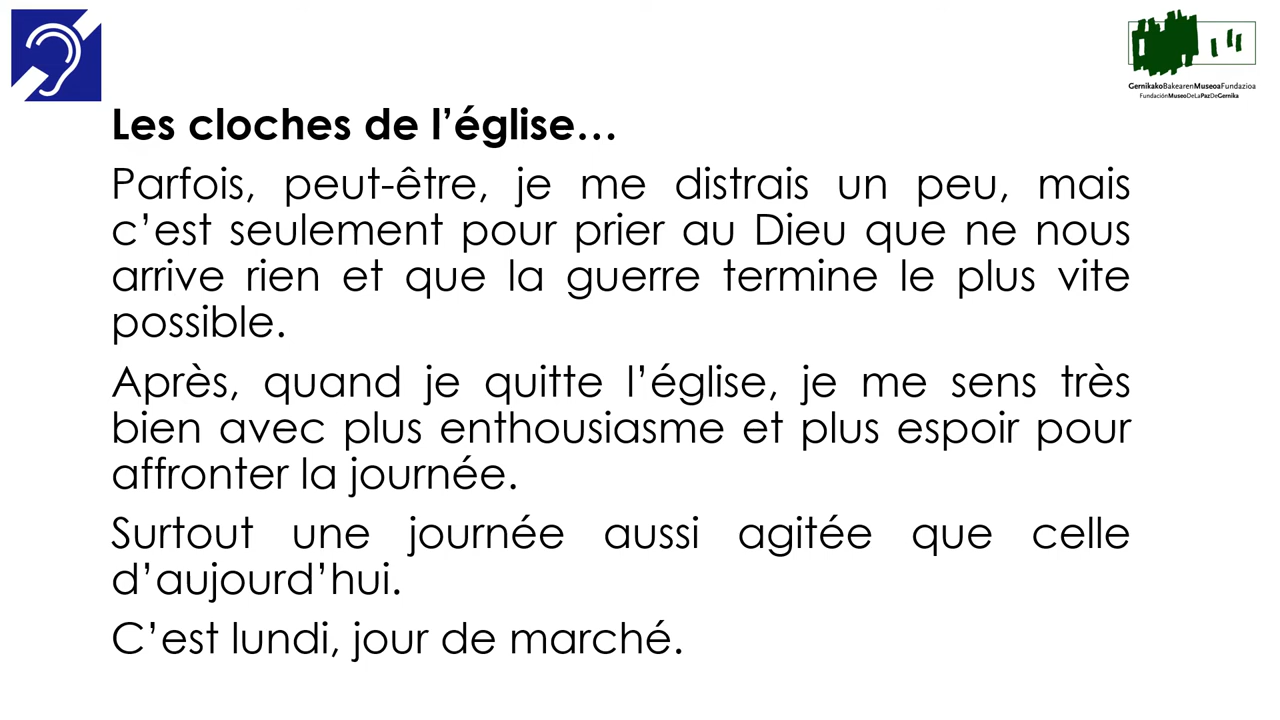 GernikakoBakearenMuseoaFundazioa
FundaciónMuseoDeLaPazDeGernika
Les cloches de l’église…
Parfois, peut-être, je me distrais un peu, mais
c’est seulement pour prier au Dieu que ne nous
arrive rien et que la guerre termine le plus vite
possible.
Après, quand je quitte l’église, je me sens très
bien avec plus enthousiasme et plus espoir pour
affronter la journée.
Surtout une journée aussi agitée que celle
d’aujourd’hui.
C’est lundi, jour de marché.